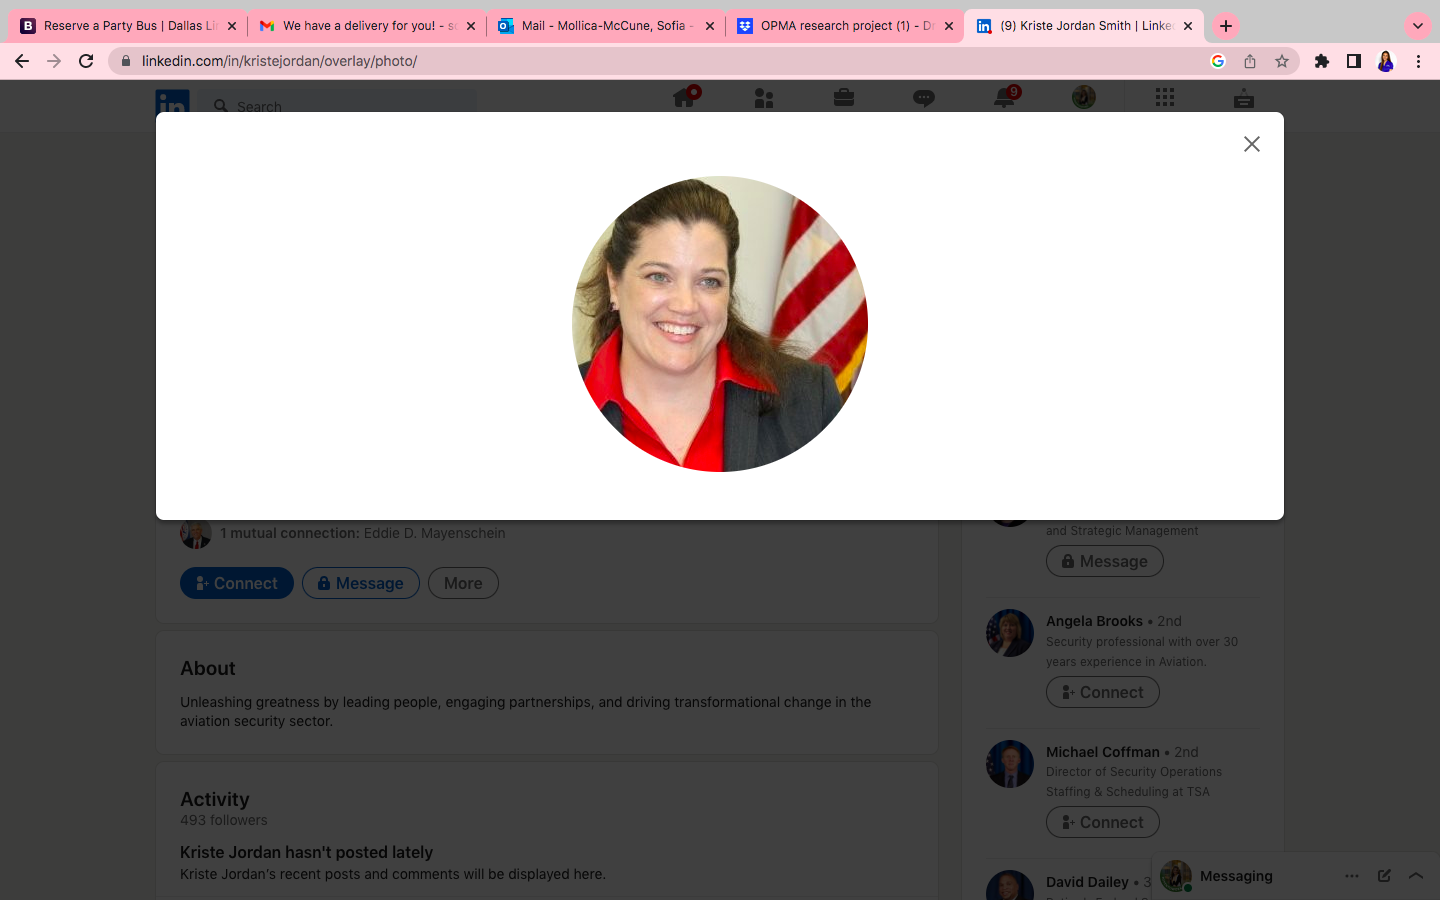 Reserve a Party Bus | Dallas Lir
We have a delivery for you! - sc
Mail - Mollica-McCune, Sofia -
OPMA research project (1) - Dr
(9) Kriste Jordan Smith | Linke
linkedin.com/in/kristejordan/overlay/photo/
in
Search
9
1 mutual connection: Eddie D. Mayenschein
Connect
Message
More
About
Unleashing greatness by leading people, engaging partnerships, and driving transformational change in the
aviation security sector.
Activity
493 followers
Kriste Jordan hasn't posted lately
Kriste Jordan's recent posts and comments will be displayed here.
and Strategic Management
Message
Angela Brooks • 2nd
Security professional with over 30
years experience in Aviation.
Connect
Michael Coffman • 2nd
Director of Security Operations
Staffing & Scheduling at TSA
Connect
David Dailey • 3
Messaging